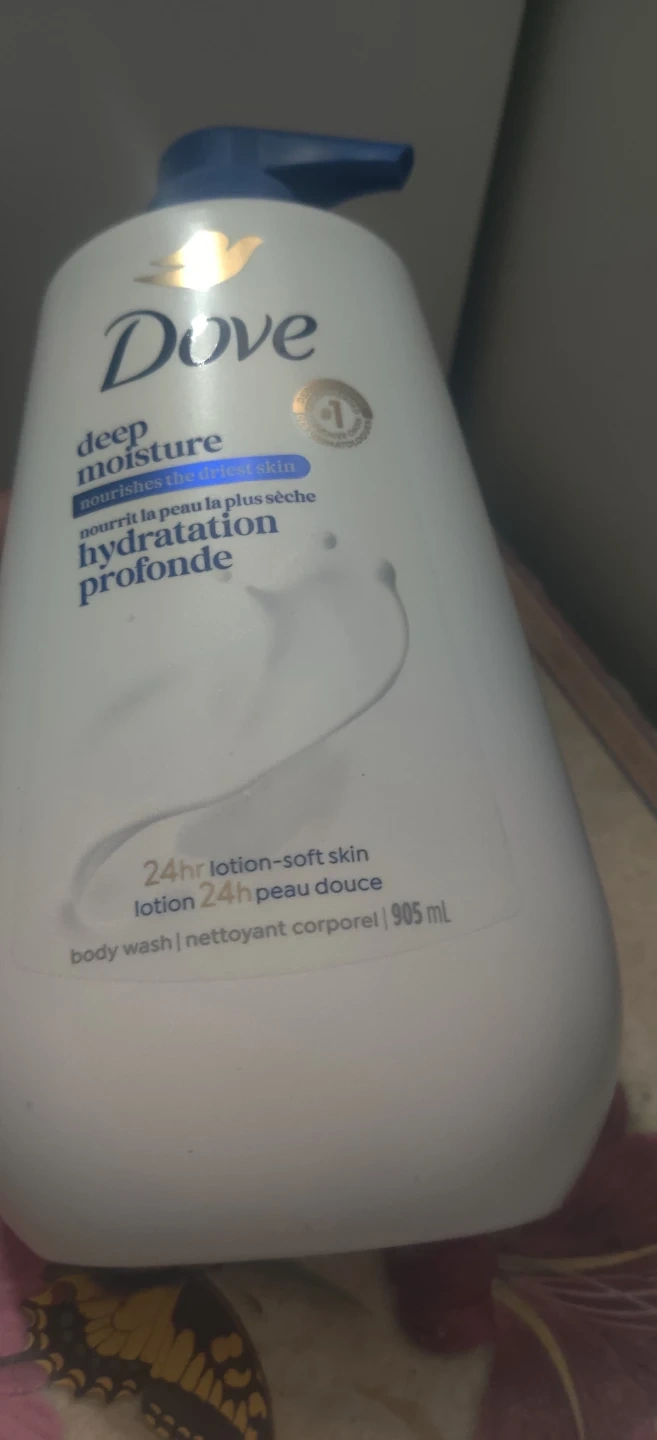 Dove
#1
deep
moisture
nourishes the driest skin
nourrit la peau la plus sèche
hydratation
profonde
24hr lotion-soft skin
lotion 24h peau douce
body wash | nettoyant corporel | 905 mL